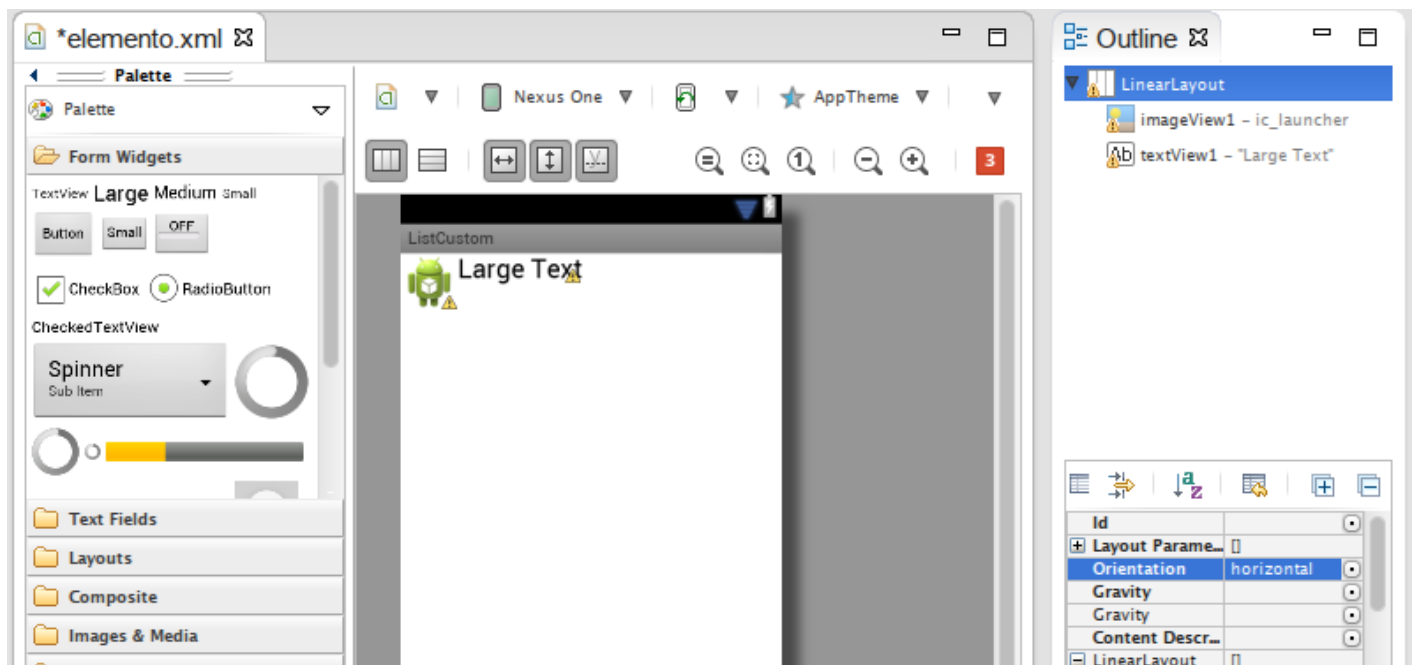 *elemento.xml
Palette
Palette
Form Widgets
TextView Large Medium Small
Button Small OFF
CheckBox RadioButton
CheckedTextView
Spinner
Sub Item
Text Fields
Layouts
Composite
Images & Media
Nexus One AppTheme
1 3
ListCustom
Large Text
Outline
LinearLayout
imageView1 – ic_launcher
Ab textView1 – "Large Text"
a
z
Id
Layout Parame... []
Orientation horizontal
Gravity
Gravity
Content Descr...
LinearLayout []